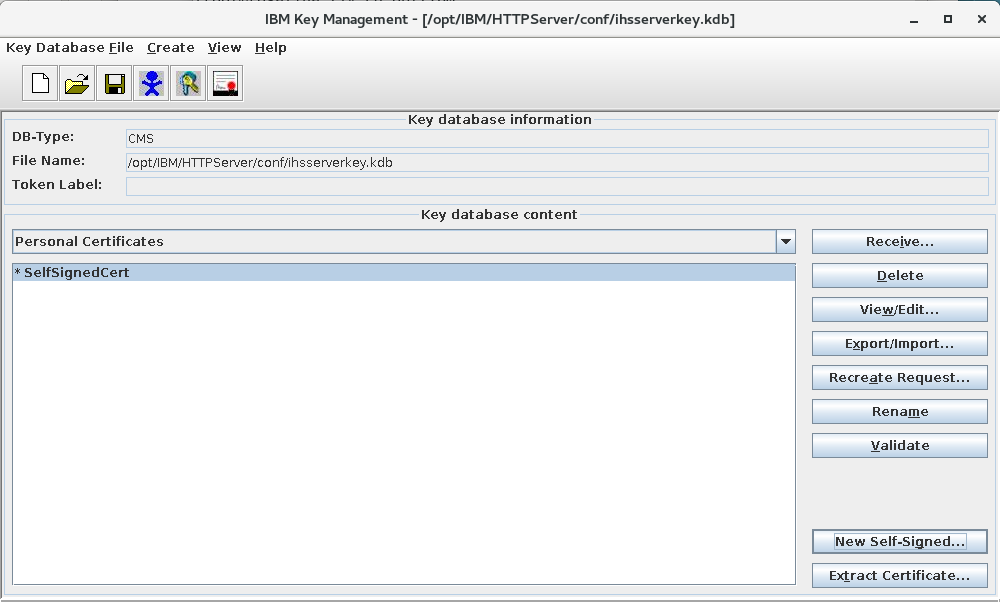 IBM Key Management - [/opt/IBM/HTTPServer/conf/ihsserverkey.kdb]
Key Database File Create View Help
Key database information
DB-Type: CMS
File Name: /opt/IBM/HTTPServer/conf/ihsserverkey.kdb
Token Label:
Key database content
Personal Certificates
Receive...
* SelfSignedCert
Delete
View/Edit...
Export/Import...
Recreate Request...
Rename
Validate
New Self-Signed...
Extract Certificate...